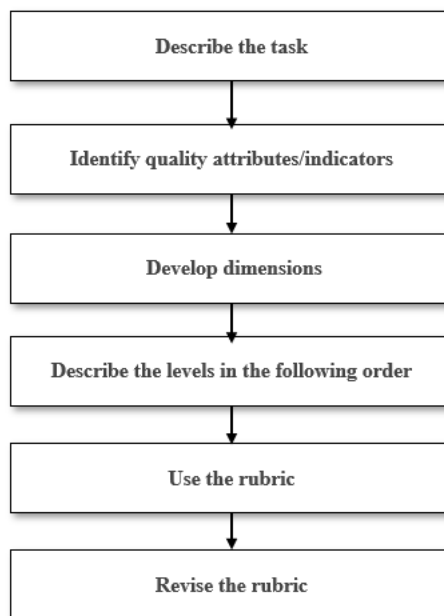 Describe the task
Identify quality attributes/indicators
Develop dimensions
Describe the levels in the following order
Use the rubric
Revise the rubric